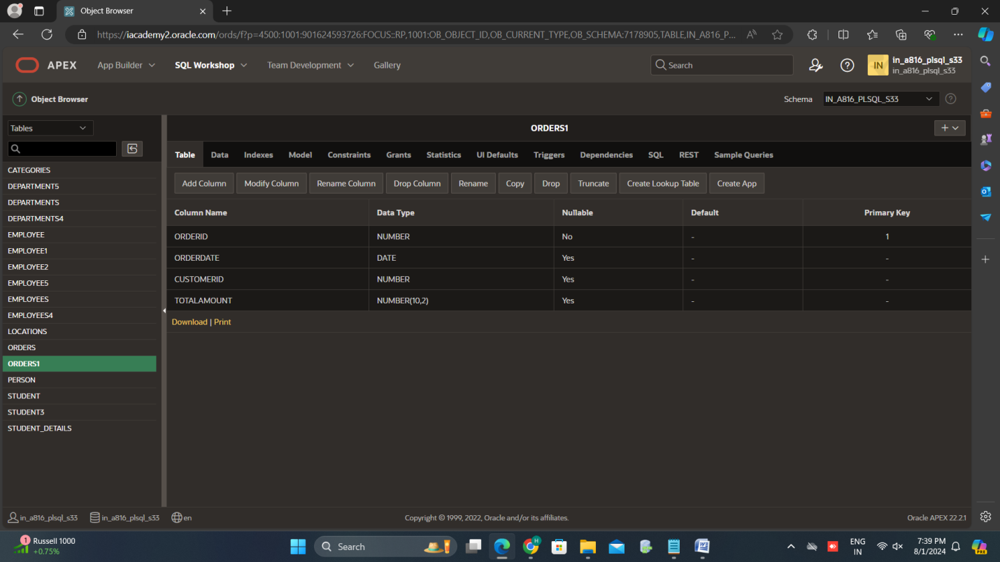 Object Browser
https://iacademy2.oracle.com/ords/f?p=4500:1001:901624593726:FOCUS::RP,1001:OB_OBJECT_ID,OB_CURRENT_TYPE,OB_SCHEMA:7178905,TABLE,IN_A816_P...
APEX App Builder SQL Workshop Team Development Gallery Search IN in_a816_plsql_s33
in_a816_plsql_s33
Object Browser Schema IN_A816_PLSQL_S33
Tables ORDERS1
Table Data Indexes Model Constraints Grants Statistics UI Defaults Triggers Dependencies SQL REST Sample Queries
Add Column Modify Column Rename Column Drop Column Rename Copy Drop Truncate Create Lookup Table Create App
Column Name Data Type Nullable Default Primary Key
ORDERID NUMBER No - 1
ORDERDATE DATE Yes - -
CUSTOMERID NUMBER Yes - -
TOTALAMOUNT NUMBER(10,2) Yes - -
Download | Print
CATEGORIES
DEPARTMENT5
DEPARTMENTS
DEPARTMENTS4
EMPLOYEE
EMPLOYEE1
EMPLOYEE2
EMPLOYEE5
EMPLOYEES
EMPLOYEES4
LOCATIONS
ORDERS
ORDERS1
PERSON
STUDENT
STUDENT3
STUDENT_DETAILS
in_a816_plsql_s33 in_a816_plsql_s33 en Copyright © 1999, 2022, Oracle and/or its affiliates. Oracle APEX 22.2.1
1 Russell 1000
+0.75%
Search
H
ENG
IN
7:39 PM
8/1/2024
PRE